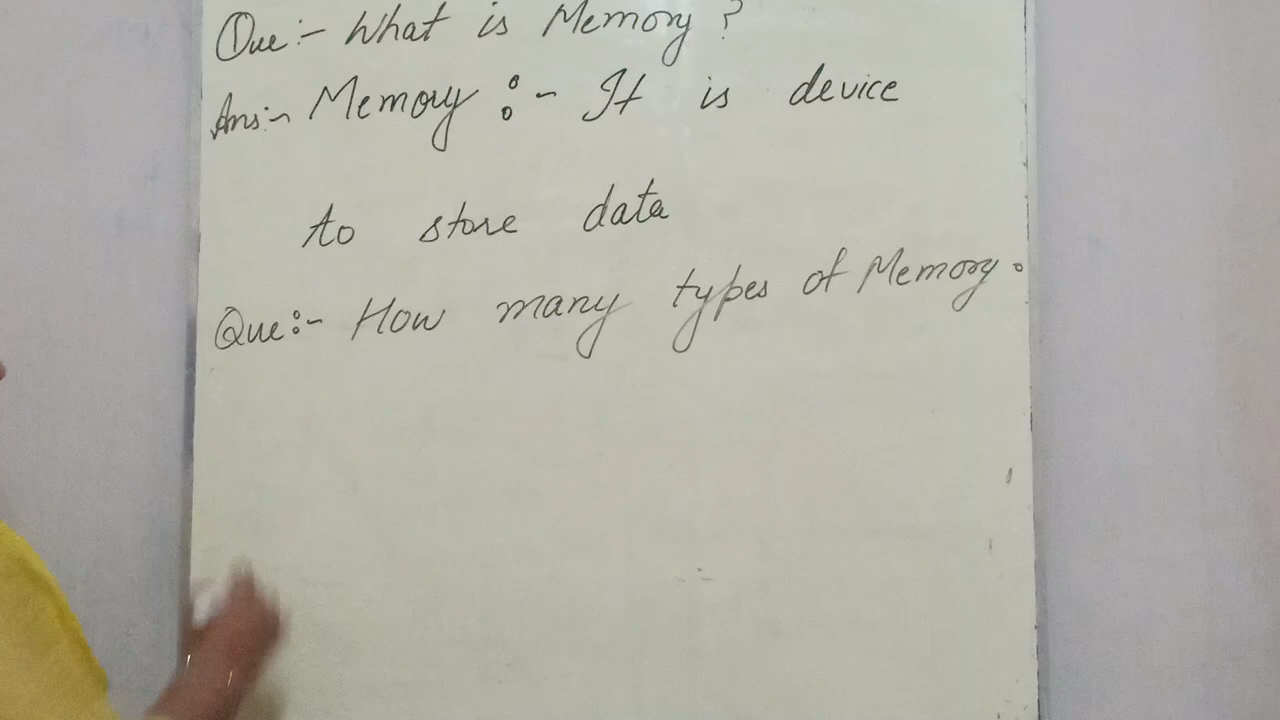 Que:- What is Memory?
Ans:- Memory :- It is device
to store data
Que:- How many types of Memory.